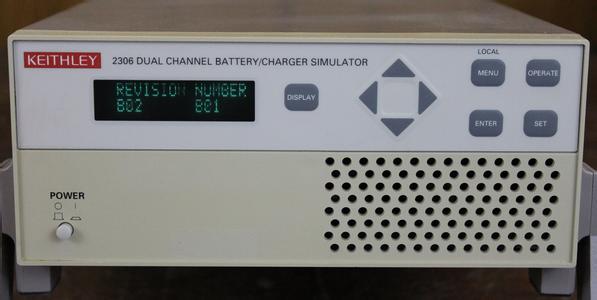 KEITHLEY 2306 DUAL CHANNEL BATTERY/CHARGER SIMULATOR
REVISION NUMBER
B02 B01
DISPLAY
LOCAL
MENU OPERATE
ENTER SET
POWER
O I